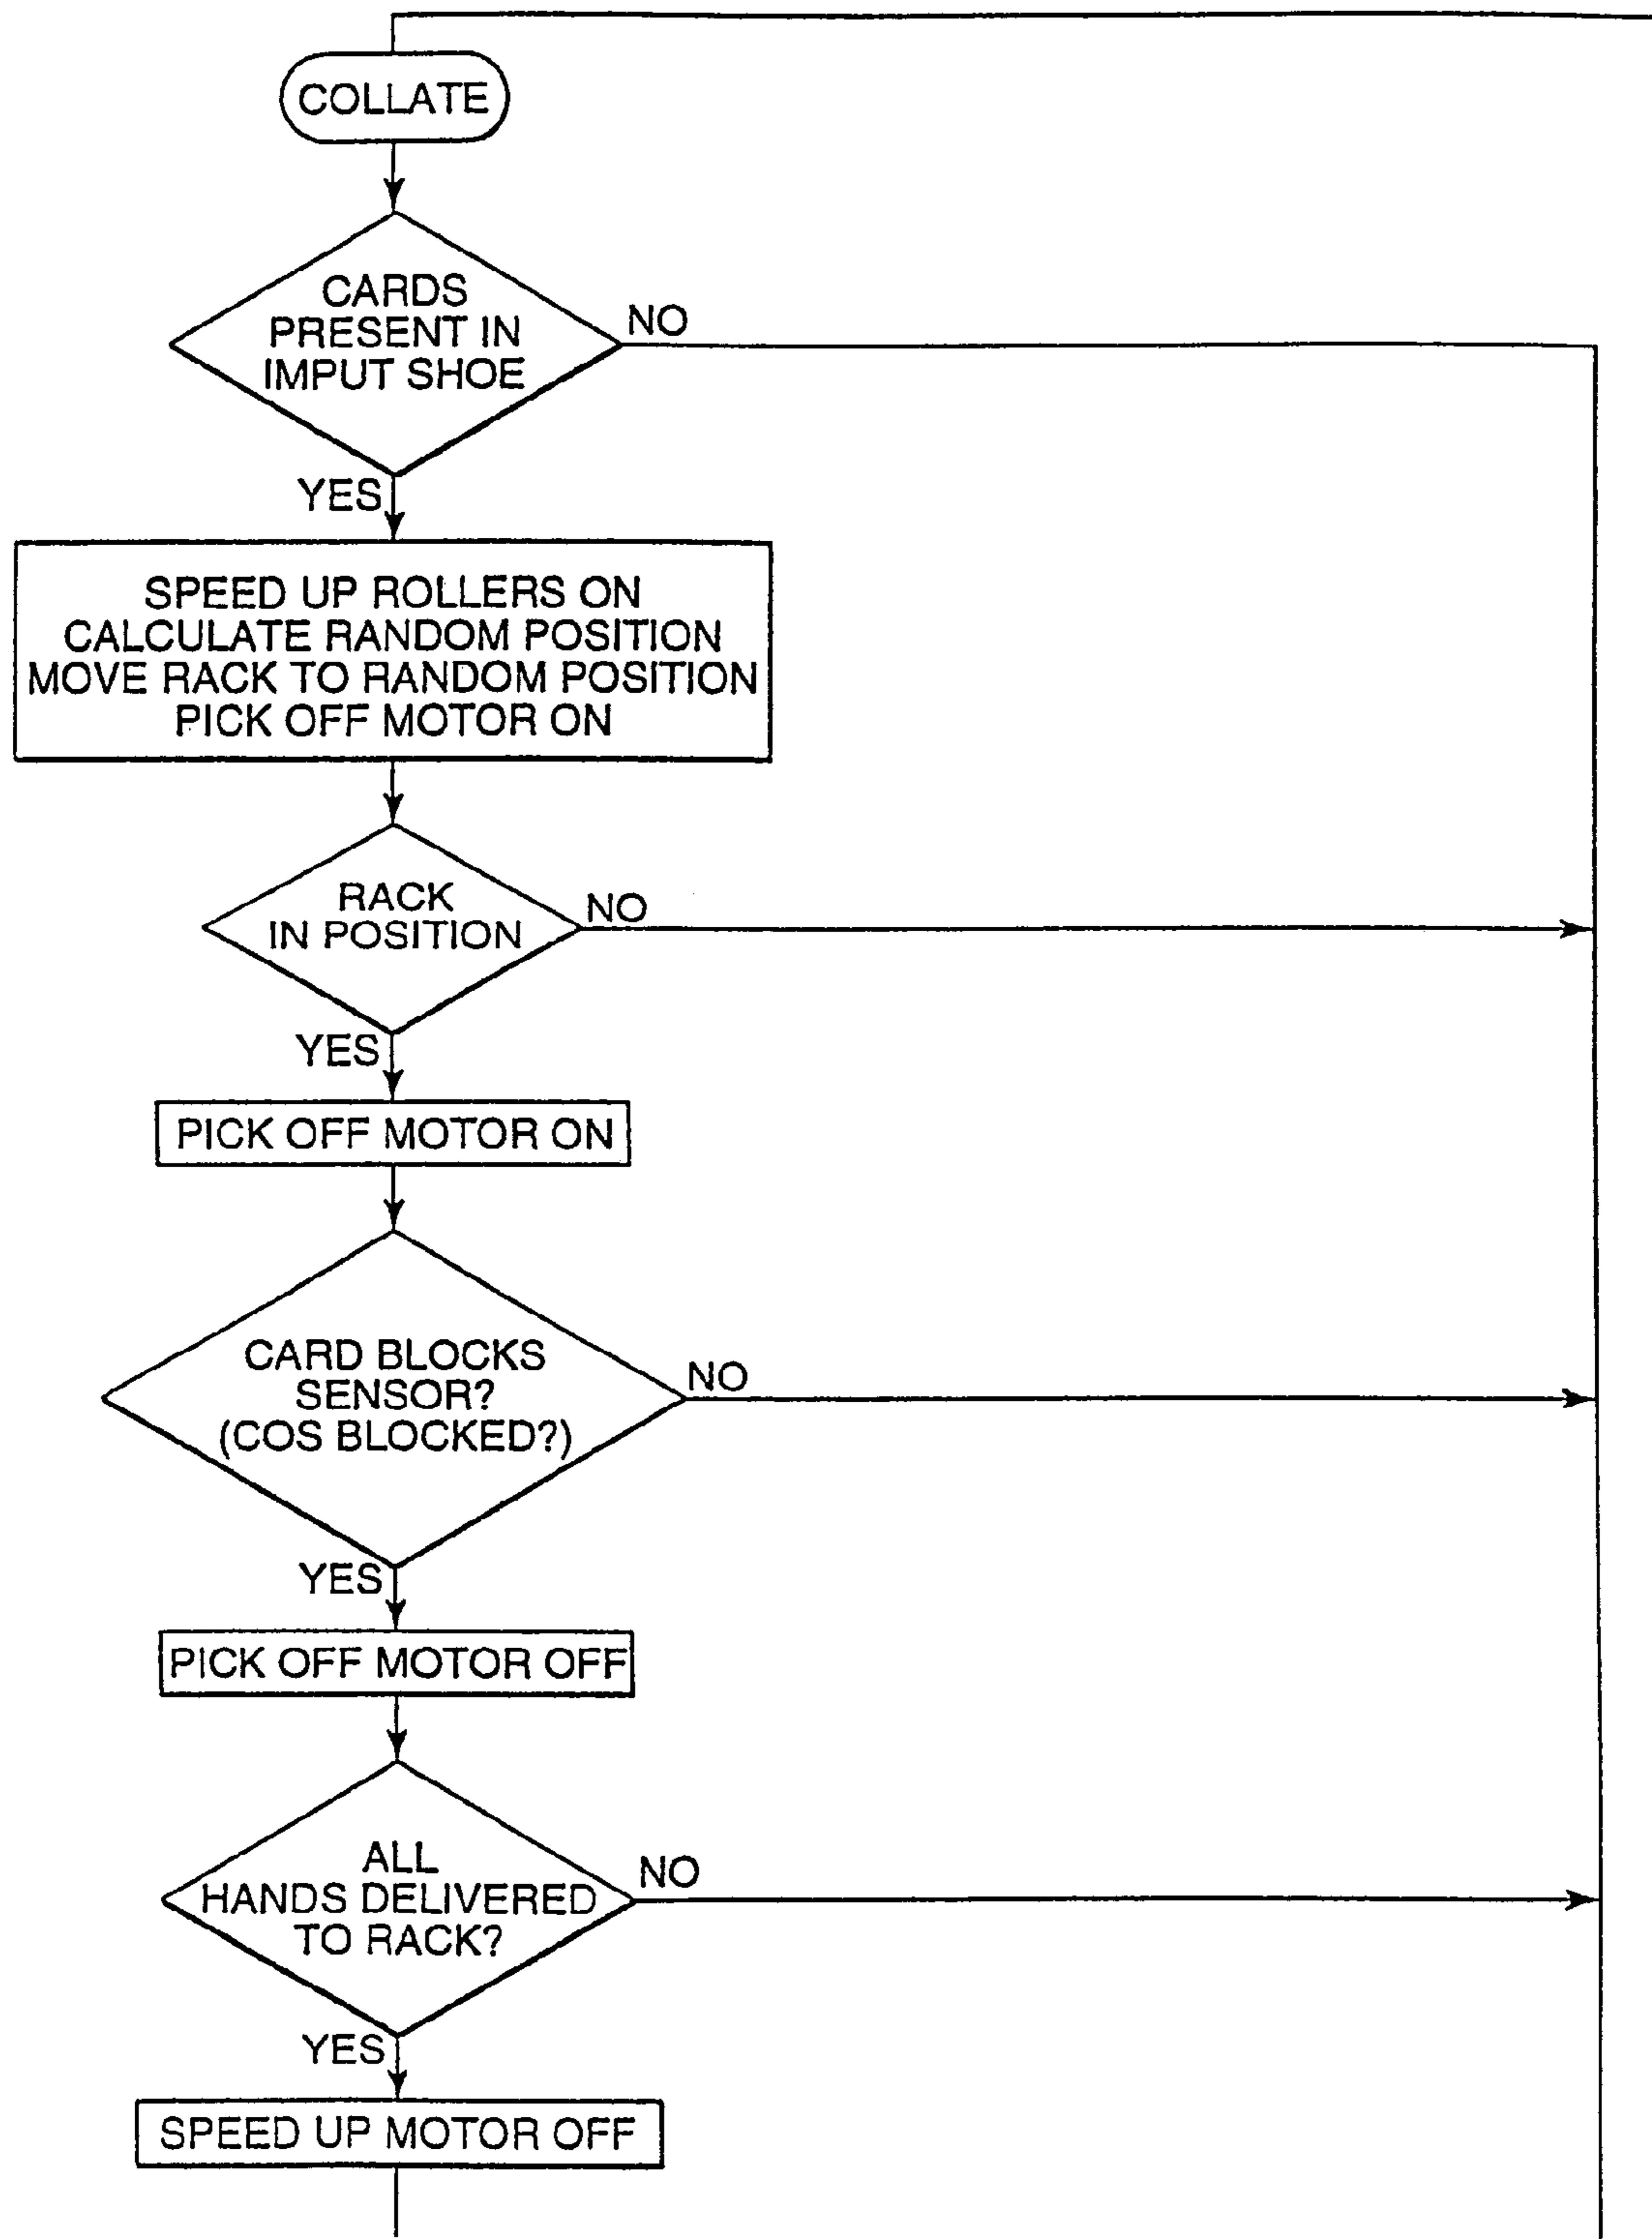 COLLATE
CARDS
PRESENT IN
IMPUT SHOE
NO
YES
SPEED UP ROLLERS ON
CALCULATE RANDOM POSITION
MOVE RACK TO RANDOM POSITION
PICK OFF MOTOR ON
RACK
IN POSITION
NO
YES
PICK OFF MOTOR ON
CARD BLOCKS
SENSOR?
(COS BLOCKED?)
NO
YES
PICK OFF MOTOR OFF
ALL
HANDS DELIVERED
TO RACK?
NO
YES
SPEED UP MOTOR OFF